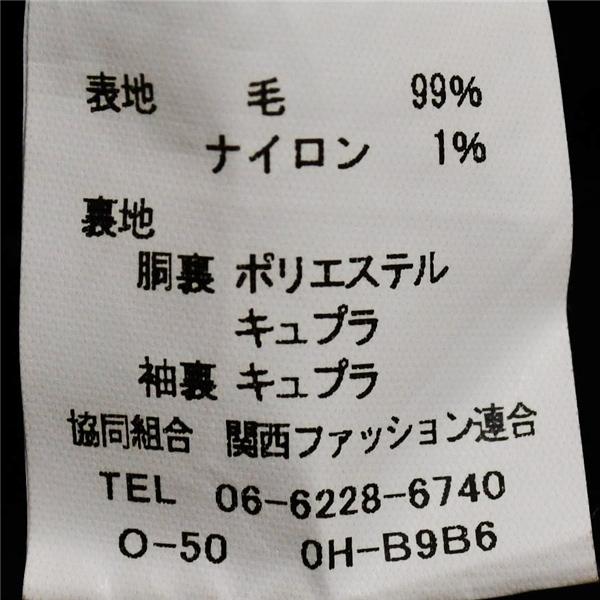 表地 毛 99%
ナイロン 1%
裏地
胴裏 ポリエステル
キュプラ
袖裏 キュプラ
協同組合 関西ファッション連合
TEL 06-6228-6740
O-50 0H-B9B6